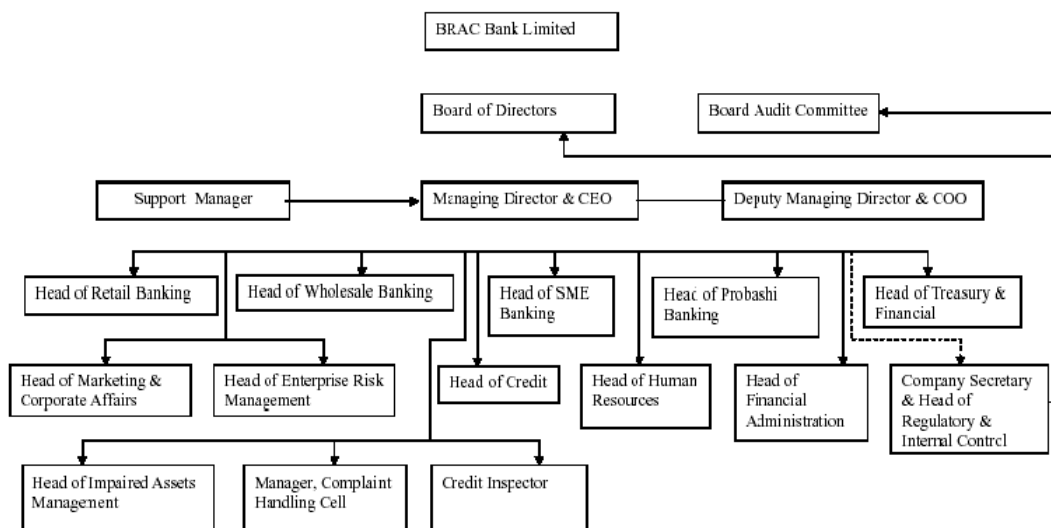 BRAC Bank Limited
Board of Directors
Board Audit Committee
Support Manager
Managing Director & CEO
Deputy Managing Director & COO
Head of Retail Banking
Head of Wholesale Banking
Head of SME
Banking
Head of Probashi
Banking
Head of Treasury &
Financial
Head of Marketing &
Corporate Affairs
Head of Enterprise Risk
Management
Head of Credit
Head of Human
Resources
Head of
Financial
Administration
Company Secretary
& Head of
Regulatory &
Internal Control
Head of Impaired Assets
Management
Manager, Complaint
Handling Cell
Credit Inspector